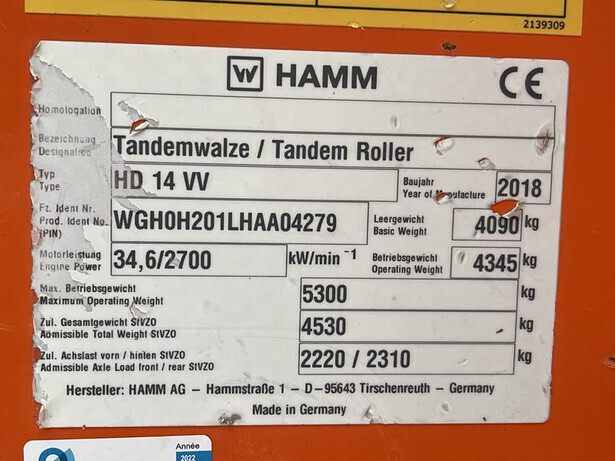 2139309
HAMM CE
Homologation
Bezeichnung
Designation
Tandemwalze / Tandem Roller
Typ
Type
HD 14 VV
Baujahr
Year of Manufacture
2018
Fz. Ident Nr.
Prod. Ident No.
(PIN)
WGH0H201LHAA04279
Leergewicht
Basic Weight
4090 kg
Motorleistung
Engine Power
34,6/2700 kW/min -1
Betriebsgewicht
Operating Weight
4345 kg
Max. Betriebsgewicht
Maximum Operating Weight
5300 kg
Zul. Gesamtgewicht StVZO
Admissible Total Weight StVZO
4530 kg
Zul. Achslast vorn / hinten StVZO
Admissible Axle Load front / rear StVZO
2220 / 2310 kg
Hersteller: HAMM AG – Hammstraße 1 – D–95643 Tirschenreuth – Germany
Made in Germany
Année
2022